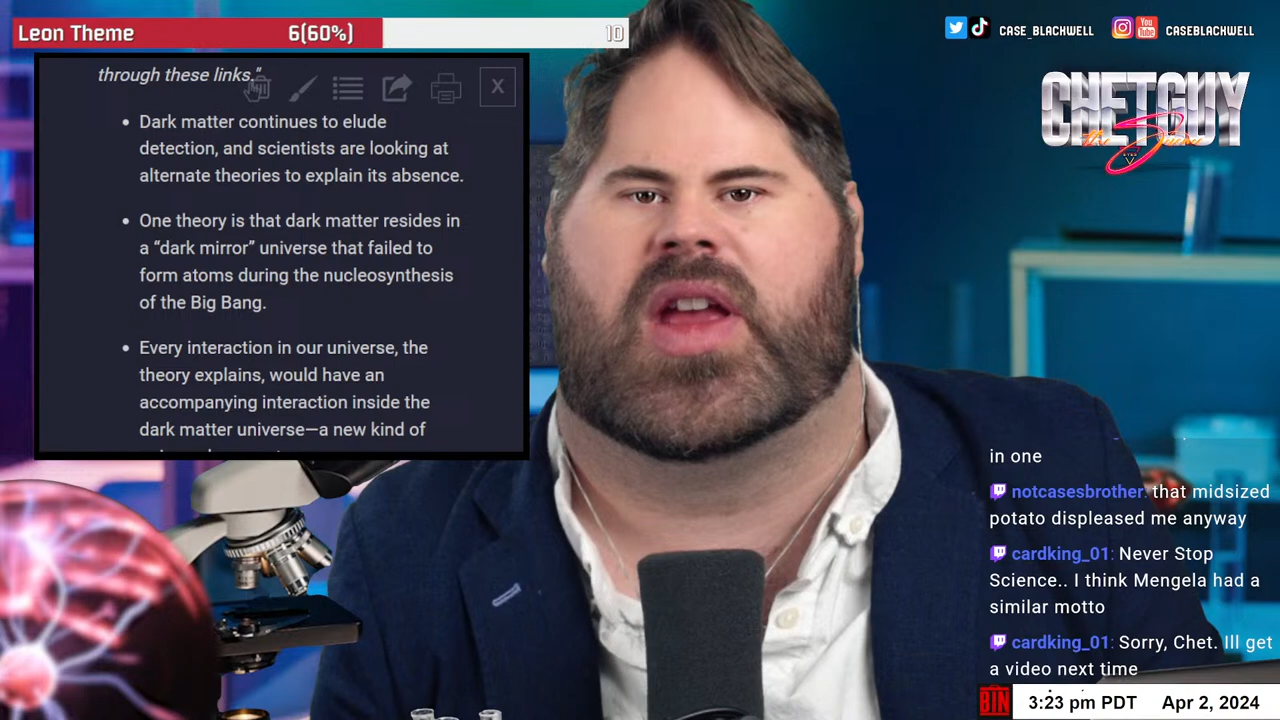 Leon Theme 6(60%) 10
CASE_BLACKWELL CASEBLACKWELL
CHETGUY
the Science
through these links."
X
• Dark matter continues to elude
detection, and scientists are looking at
alternate theories to explain its absence.
• One theory is that dark matter resides in
a “dark mirror” universe that failed to
form atoms during the nucleosynthesis
of the Big Bang.
• Every interaction in our universe, the
theory explains, would have an
accompanying interaction inside the
dark matter universe—a new kind of
in one
notcasesbrother: that midsized
potato displeased me anyway
cardking_01: Never Stop
Science.. I think Mengela had a
similar motto
cardking_01: Sorry, Chet. Ill get
a video next time
BIN 3:23 pm PDT Apr 2, 2024